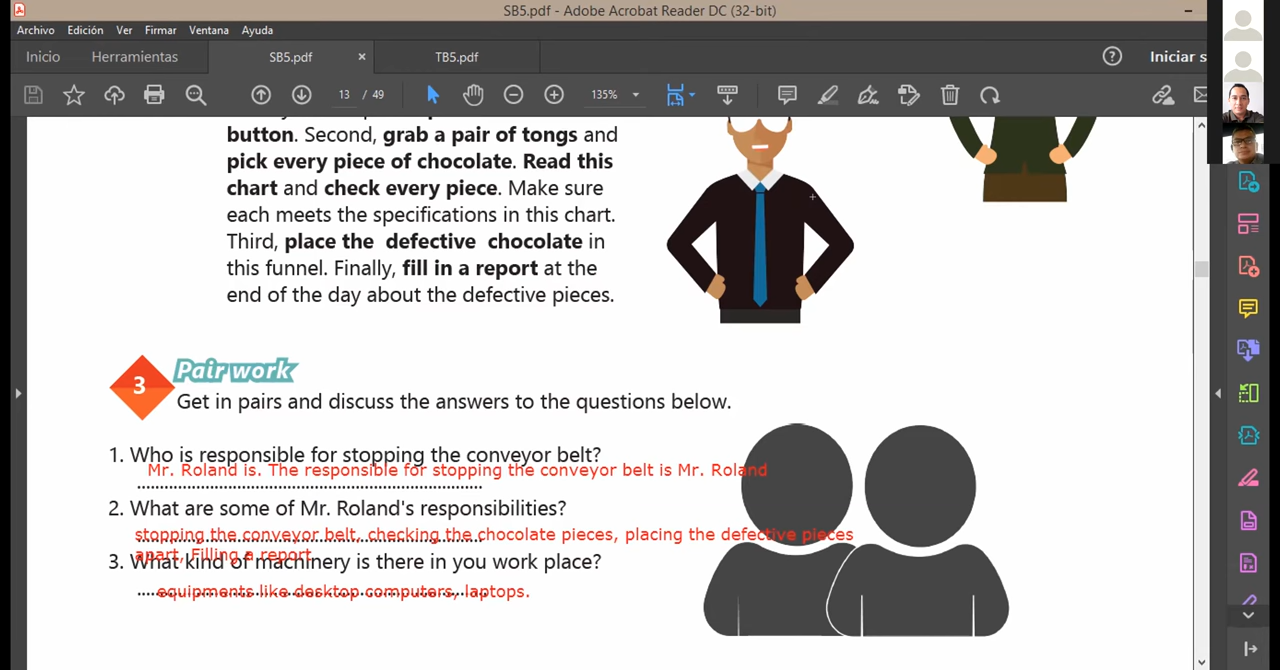 SB5.pdf - Adobe Acrobat Reader DC (32-bit)
Archivo Edición Ver Firmar Ventana Ayuda
Inicio Herramientas SB5.pdf × TB5.pdf Iniciar s
13 / 49 135%
button. Second, grab a pair of tongs and
pick every piece of chocolate. Read this
chart and check every piece. Make sure
each meets the specifications in this chart.
Third, place the defective chocolate in
this funnel. Finally, fill in a report at the
end of the day about the defective pieces.
3 Pair work
Get in pairs and discuss the answers to the questions below.
1. Who is responsible for stopping the conveyor belt?
Mr. Roland is. The responsible for stopping the conveyor belt is Mr. Roland
2. What are some of Mr. Roland's responsibilities?
stopping the conveyor belt, checking the chocolate pieces, placing the defective pieces
apart, Filling a report
3. What kind of machinery is there in you work place?
equipments like desktop computers, laptops.